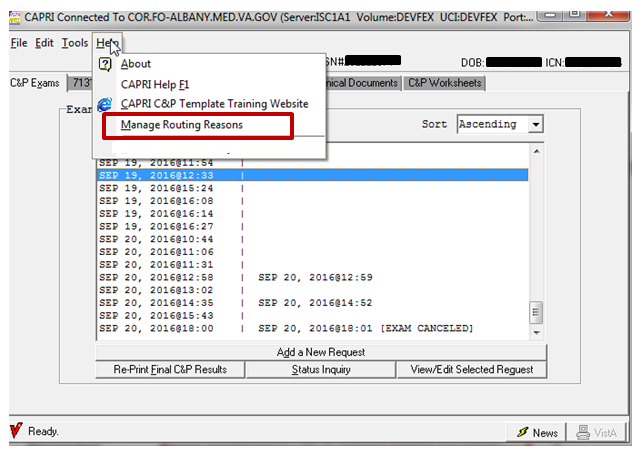 CAPRI Connected To COR.FO-ALBANY.MED.VA.GOV (Server:ISC1A1 Volume:DEVFEX UCI:DEVFEX Port:...
File Edit Tools Help
SN# DOB: ICN:
About
CAPRI Help F1
CAPRI C&P Template Training Website
Manage Routing Reasons
C&P Exams 713 nical Documents C&P Worksheets
Exam
Sort Ascending
SEP 19, 2016@11:54 |
SEP 19, 2016@12:33 |
SEP 19, 2016@15:24 |
SEP 19, 2016@16:08 |
SEP 19, 2016@16:14 |
SEP 19, 2016@16:27 |
SEP 20, 2016@10:44 |
SEP 20, 2016@11:06 |
SEP 20, 2016@11:31 |
SEP 20, 2016@12:58 | SEP 20, 2016@12:59
SEP 20, 2016@13:02 |
SEP 20, 2016@14:35 | SEP 20, 2016@14:52
SEP 20, 2016@15:43 |
SEP 20, 2016@18:00 | SEP 20, 2016@18:01 [EXAM CANCELED]
Add a New Request
Re-Print Final C&P Results Status Inquiry View/Edit Selected Request
Ready. News VistA